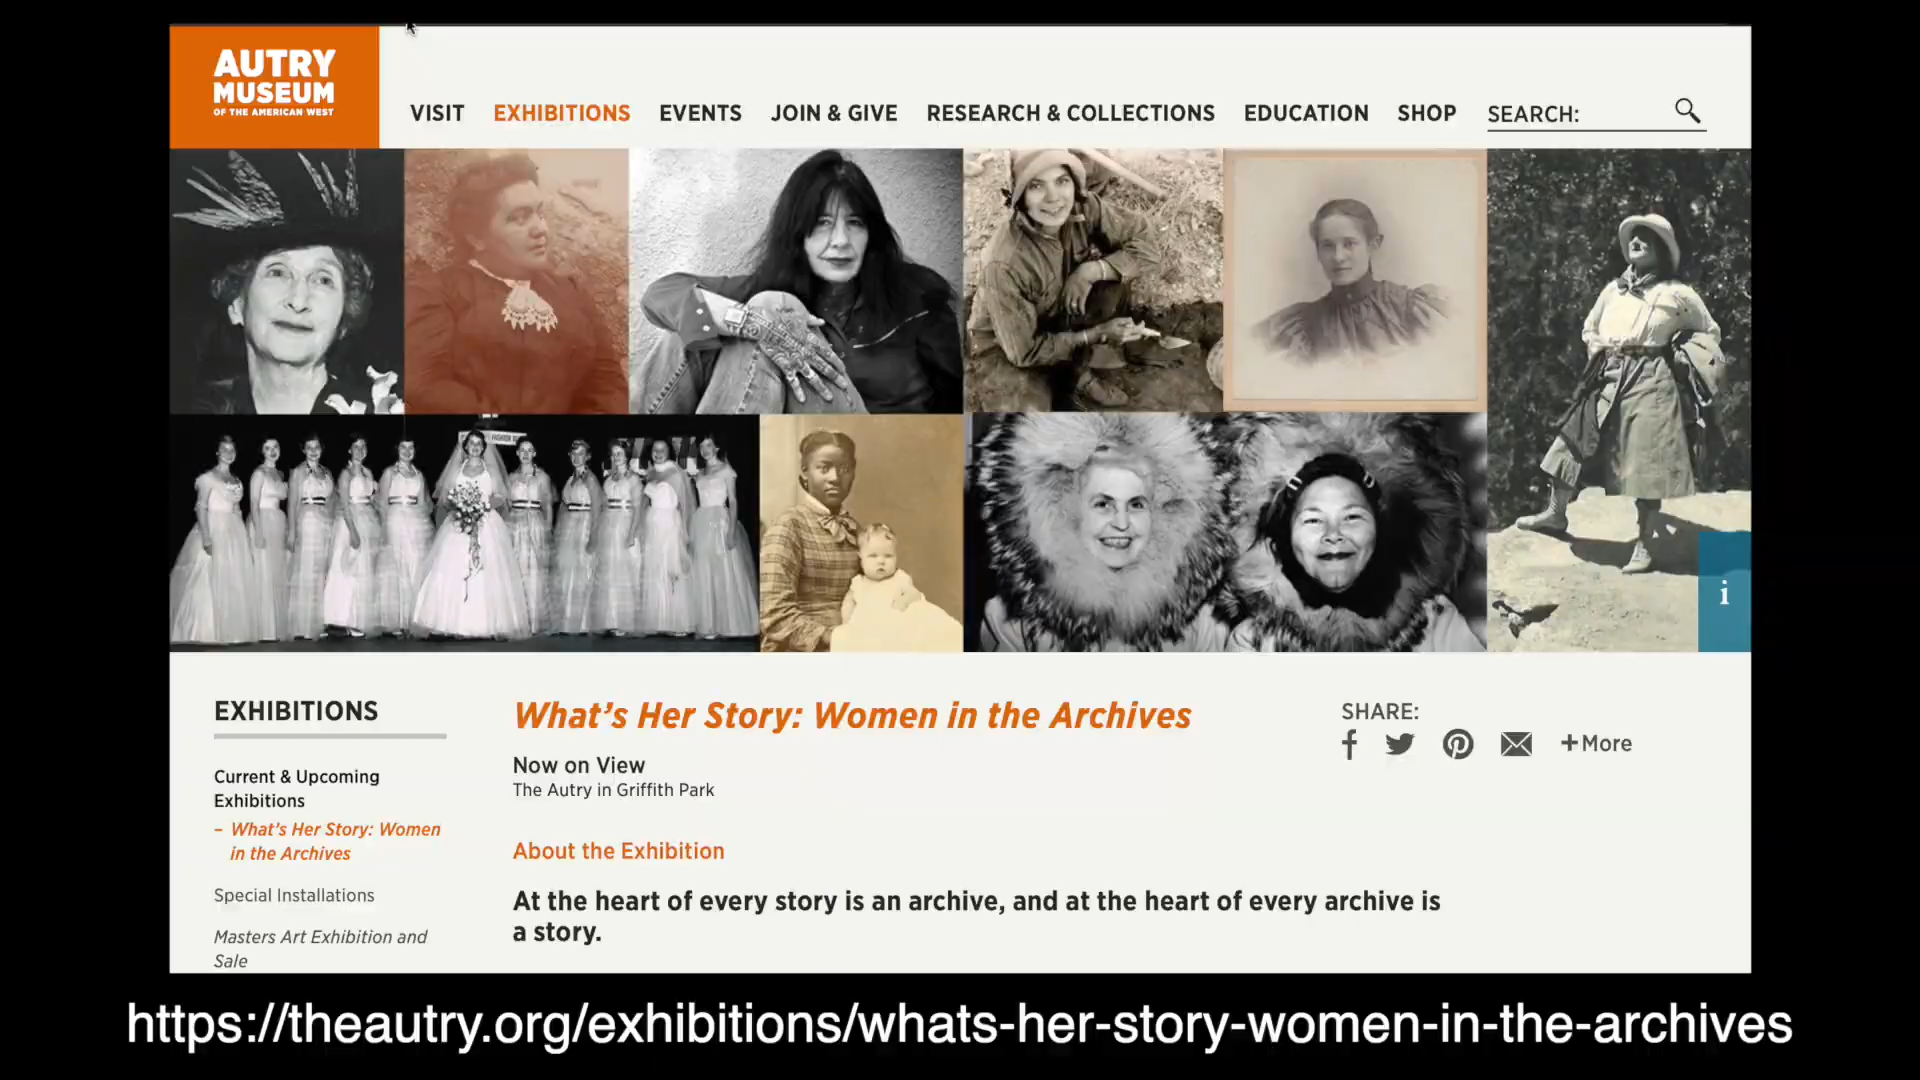 AUTRY
MUSEUM
OF THE AMERICAN WEST
VISIT EXHIBITIONS EVENTS JOIN & GIVE RESEARCH & COLLECTIONS EDUCATION SHOP SEARCH:
i
EXHIBITIONS
Current & Upcoming
Exhibitions
– What's Her Story: Women
in the Archives
Special Installations
Masters Art Exhibition and
Sale
What's Her Story: Women in the Archives
Now on View
The Autry in Griffith Park
About the Exhibition
At the heart of every story is an archive, and at the heart of every archive is
a story.
SHARE:
+More
https://theautry.org/exhibitions/whats-her-story-women-in-the-archives